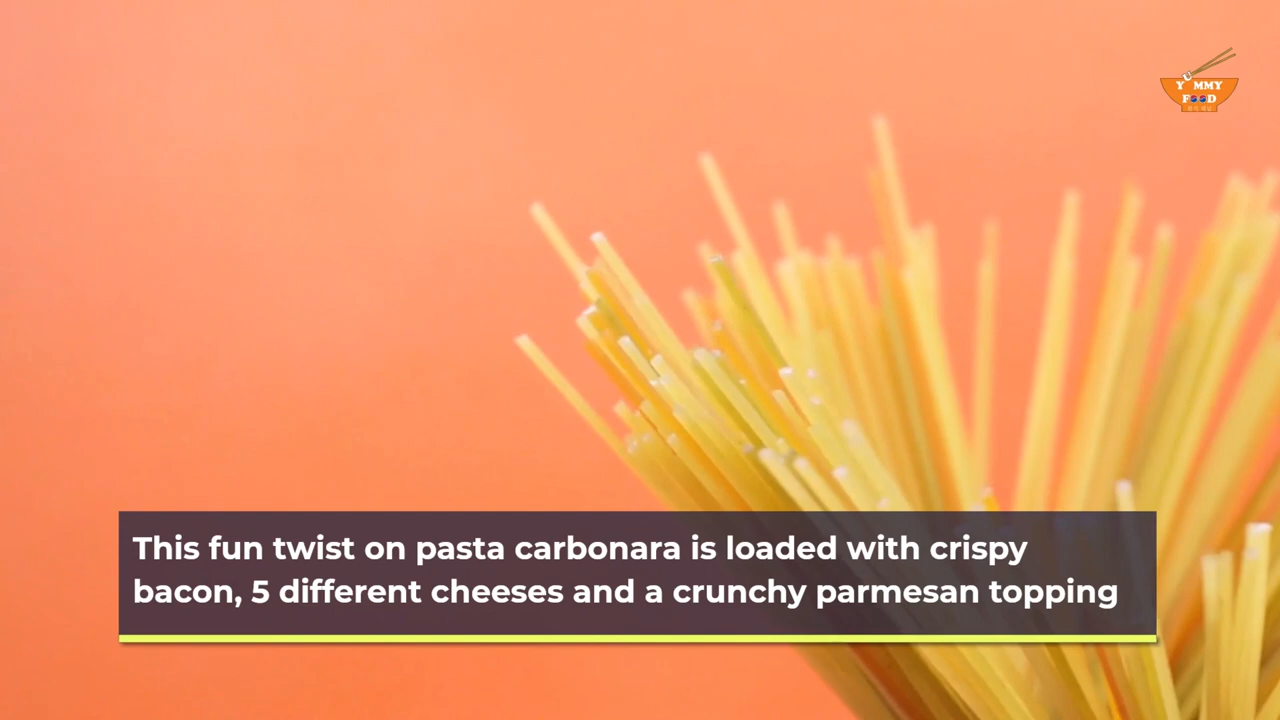 YUMMY
FOOD
This fun twist on pasta carbonara is loaded with crispy
bacon, 5 different cheeses and a crunchy parmesan topping